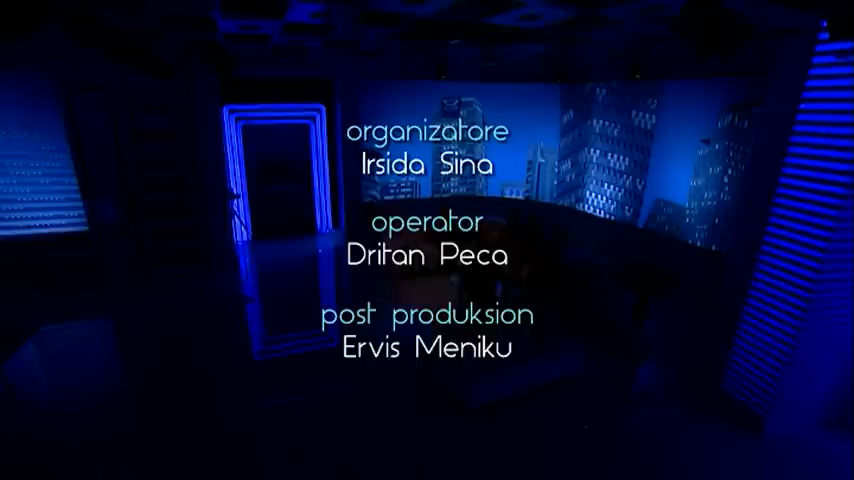 organizatore
Irsida Sina
operator
Dritan Peca
post produksion
Ervis Meniku